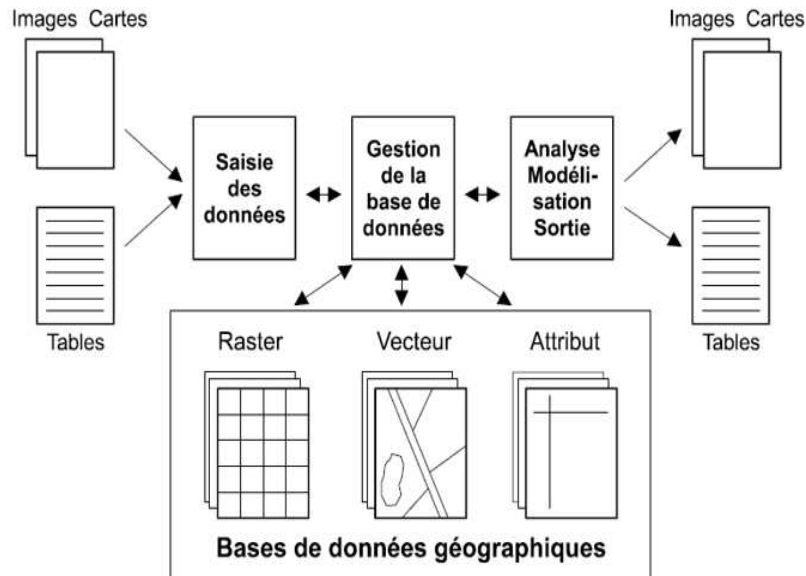 Images Cartes
Images Cartes
Saisie
des
données
Gestion
de la
base de
données
Analyse
Modéli-
sation
Sortie
Tables
Tables
Raster
Vecteur
Attribut
Bases de données géographiques